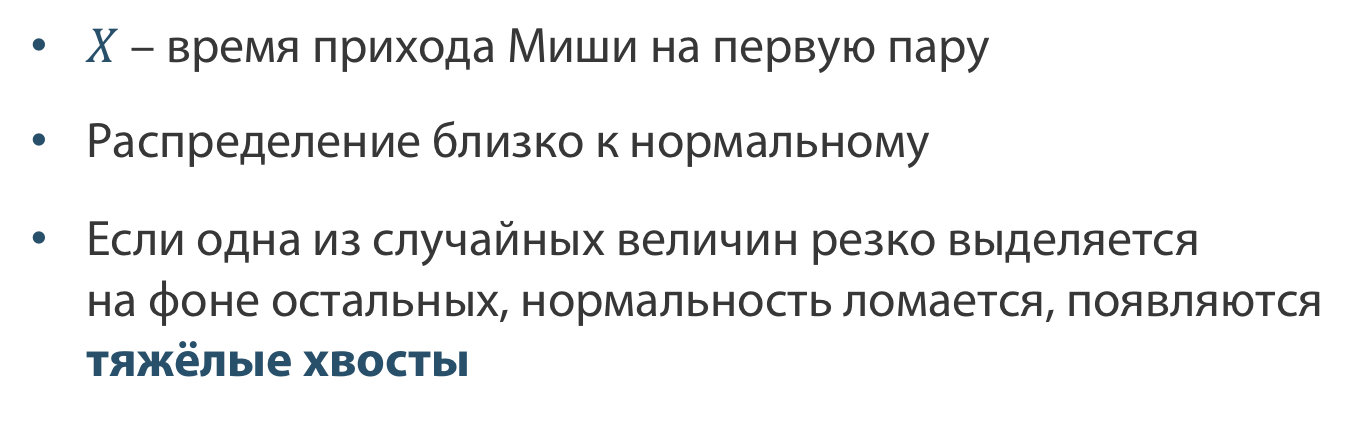 • X – время прихода Миши на первую пару
• Распределение близко к нормальному
• Если одна из случайных величин резко выделяется
на фоне остальных, нормальность ломается, появляются
тяжёлые хвосты